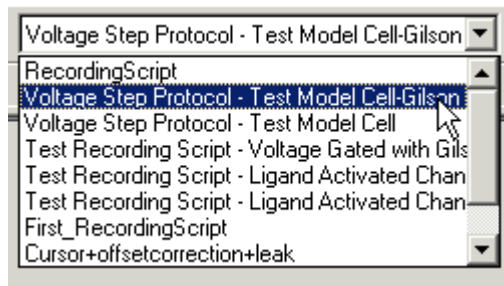 Voltage Step Protocol - Test Model Cell-Gilson
RecordingScript
Voltage Step Protocol - Test Model Cell-Gilson
Voltage Step Protocol - Test Model Cell
Test Recording Script - Voltage Gated with Gils
Test Recording Script - Ligand Activated Chan
Test Recording Script - Ligand Activated Chan
First_RecordingScript
Cursor+offsetcorrection+leak